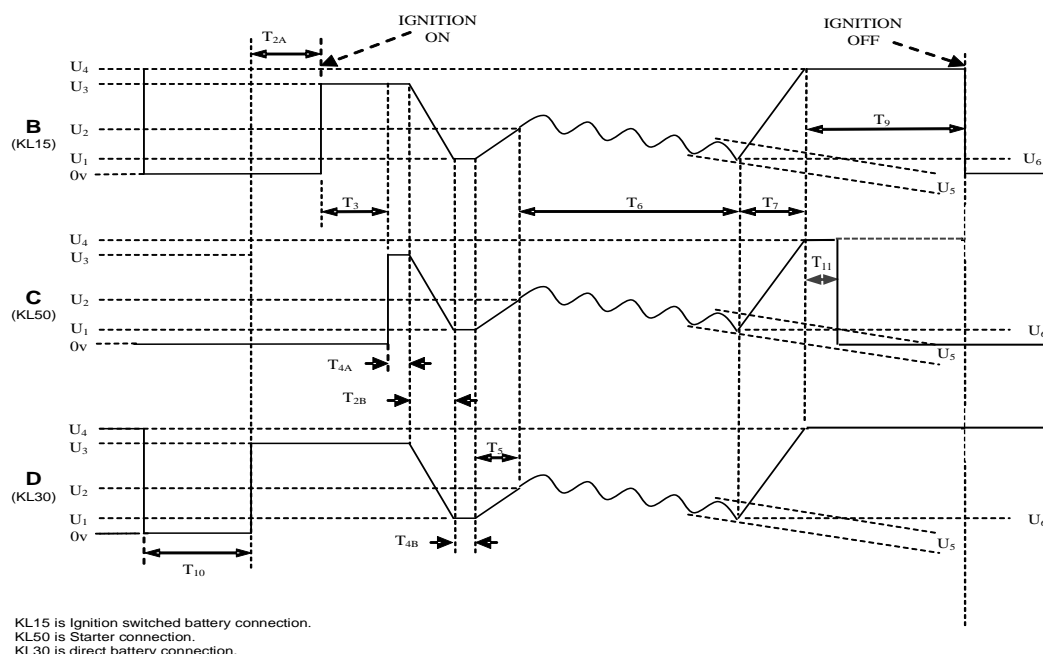 IGNITION
ON
IGNITION
OFF
T2A
U4
U3
B
(KL15)
U2
U1
0v
T9
U6
U5
T3
T6
T7
U4
U3
T11
C
(KL50)
U2
U1
0v
U6
U5
T4A
T2B
U4
U3
T5
D
(KL30)
U2
U1
0v
U6
U5
T4B
T10
KL15 is Ignition switched battery connection.
KL50 is Starter connection.
KL30 is direct battery connection.